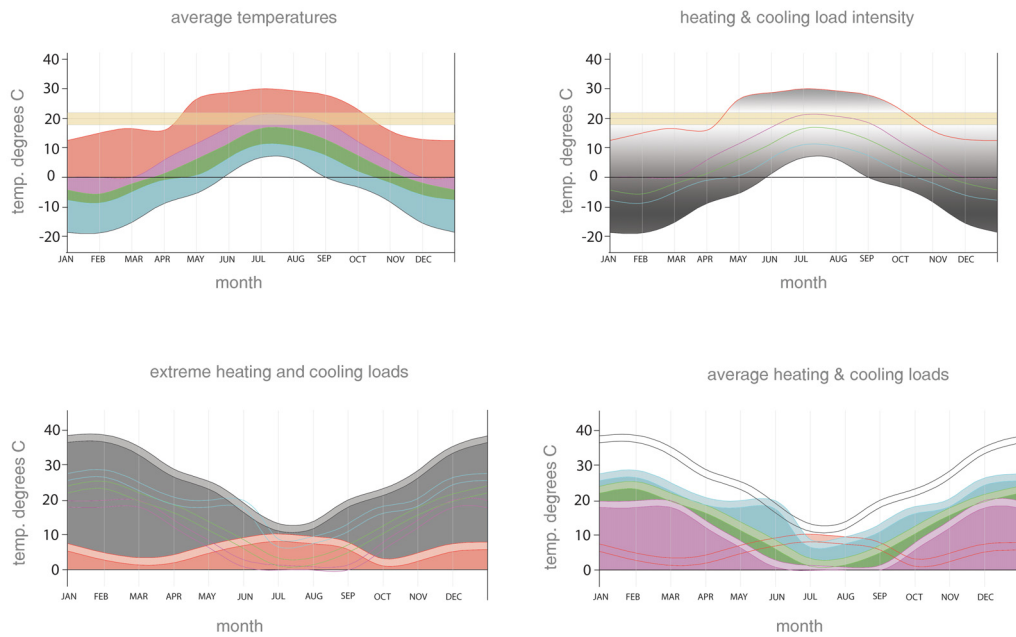 average temperatures
heating & cooling load intensity
temp. degrees C
40
30
20
10
0
-10
-20
JAN FEB MAR APR MAY JUN JUL AUG SEP OCT NOV DEC
month
temp. degrees C
40
30
20
10
0
-10
-20
JAN FEB MAR APR MAY JUN JUL AUG SEP OCT NOV DEC
month
extreme heating and cooling loads
average heating & cooling loads
temp. degrees C
40
30
20
10
0
JAN FEB MAR APR MAY JUN JUL AUG SEP OCT NOV DEC
month
temp. degrees C
40
30
20
10
0
JAN FEB MAR APR MAY JUN JUL AUG SEP OCT NOV DEC
month